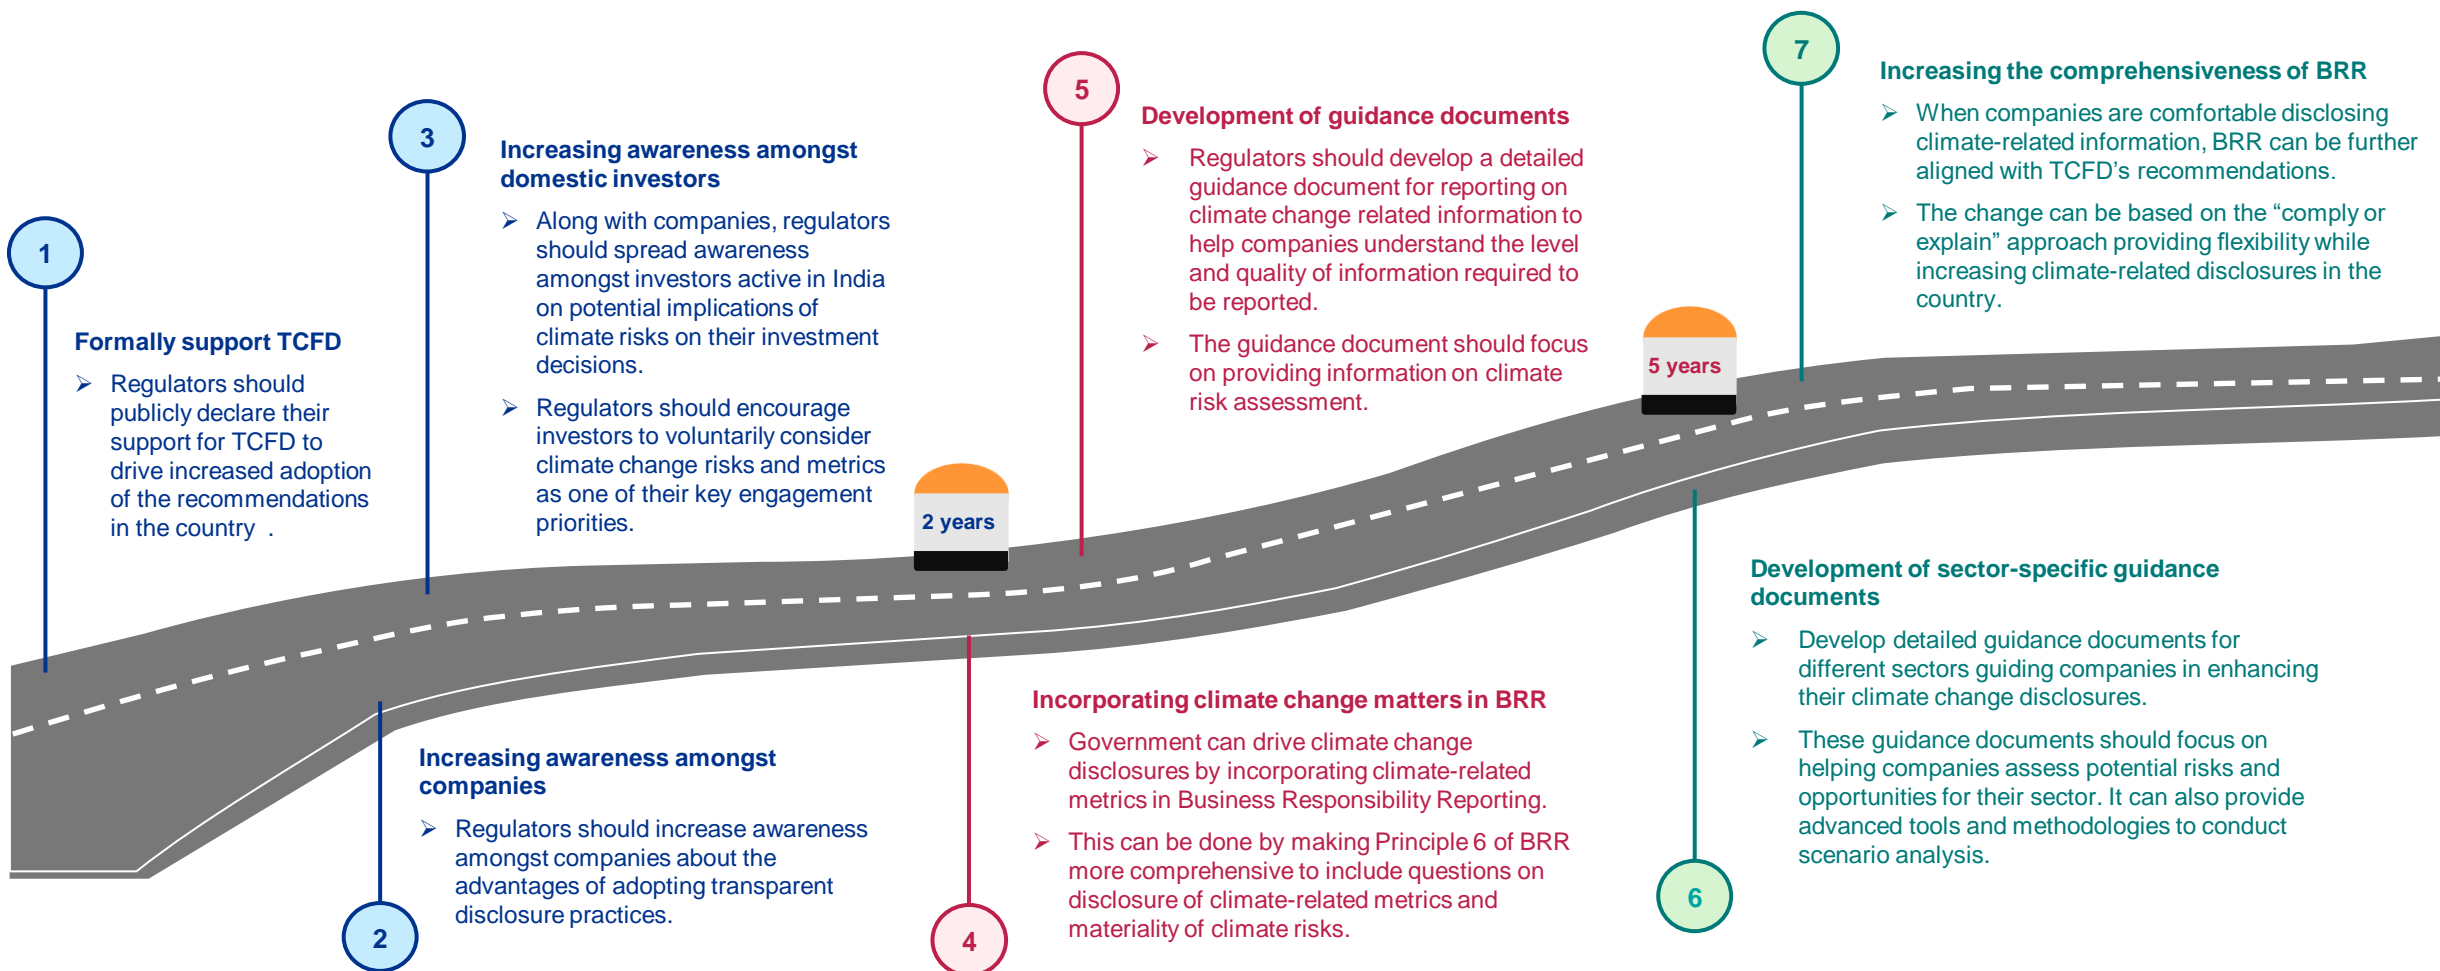 1
Formally support TCFD
➢ Regulators should
publicly declare their
support for TCFD to
drive increased adoption
of the recommendations
in the country .
2
Increasing awareness amongst
companies
➢ Regulators should increase awareness
amongst companies about the
advantages of adopting transparent
disclosure practices.
3
Increasing awareness amongst
domestic investors
➢ Along with companies, regulators
should spread awareness
amongst investors active in India
on potential implications of
climate risks on their investment
decisions.
➢ Regulators should encourage
investors to voluntarily consider
climate change risks and metrics
as one of their key engagement
priorities.
2 years
4
Incorporating climate change matters in BRR
➢ Government can drive climate change
disclosures by incorporating climate-related
metrics in Business Responsibility Reporting.
➢ This can be done by making Principle 6 of BRR
more comprehensive to include questions on
disclosure of climate-related metrics and
materiality of climate risks.
5
Development of guidance documents
➢ Regulators should develop a detailed
guidance document for reporting on
climate change related information to
help companies understand the level
and quality of information required to
be reported.
➢ The guidance document should focus
on providing information on climate
risk assessment.
5 years
6
Development of sector-specific guidance
documents
➢ Develop detailed guidance documents for
different sectors guiding companies in enhancing
their climate change disclosures.
➢ These guidance documents should focus on
helping companies assess potential risks and
opportunities for their sector. It can also provide
advanced tools and methodologies to conduct
scenario analysis.
7
Increasing the comprehensiveness of BRR
➢ When companies are comfortable disclosing
climate-related information, BRR can be further
aligned with TCFD’s recommendations.
➢ The change can be based on the “comply or
explain” approach providing flexibility while
increasing climate-related disclosures in the
country.